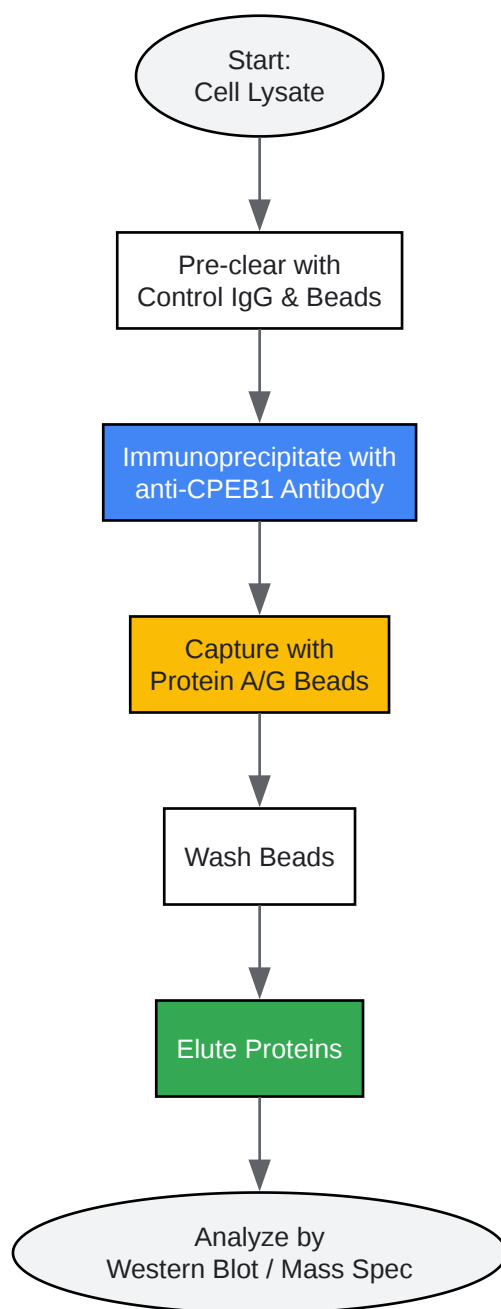 Start:
Cell Lysate
Pre-clear with
Control IgG & Beads
Immunoprecipitate with
anti-CPEB1 Antibody
Capture with
Protein A/G Beads
Wash Beads
Elute Proteins
Analyze by
Western Blot / Mass Spec